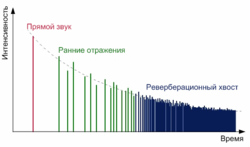 Интенсивность
Прямой звук
Ранние отражения
Реверберационный хвост
Время